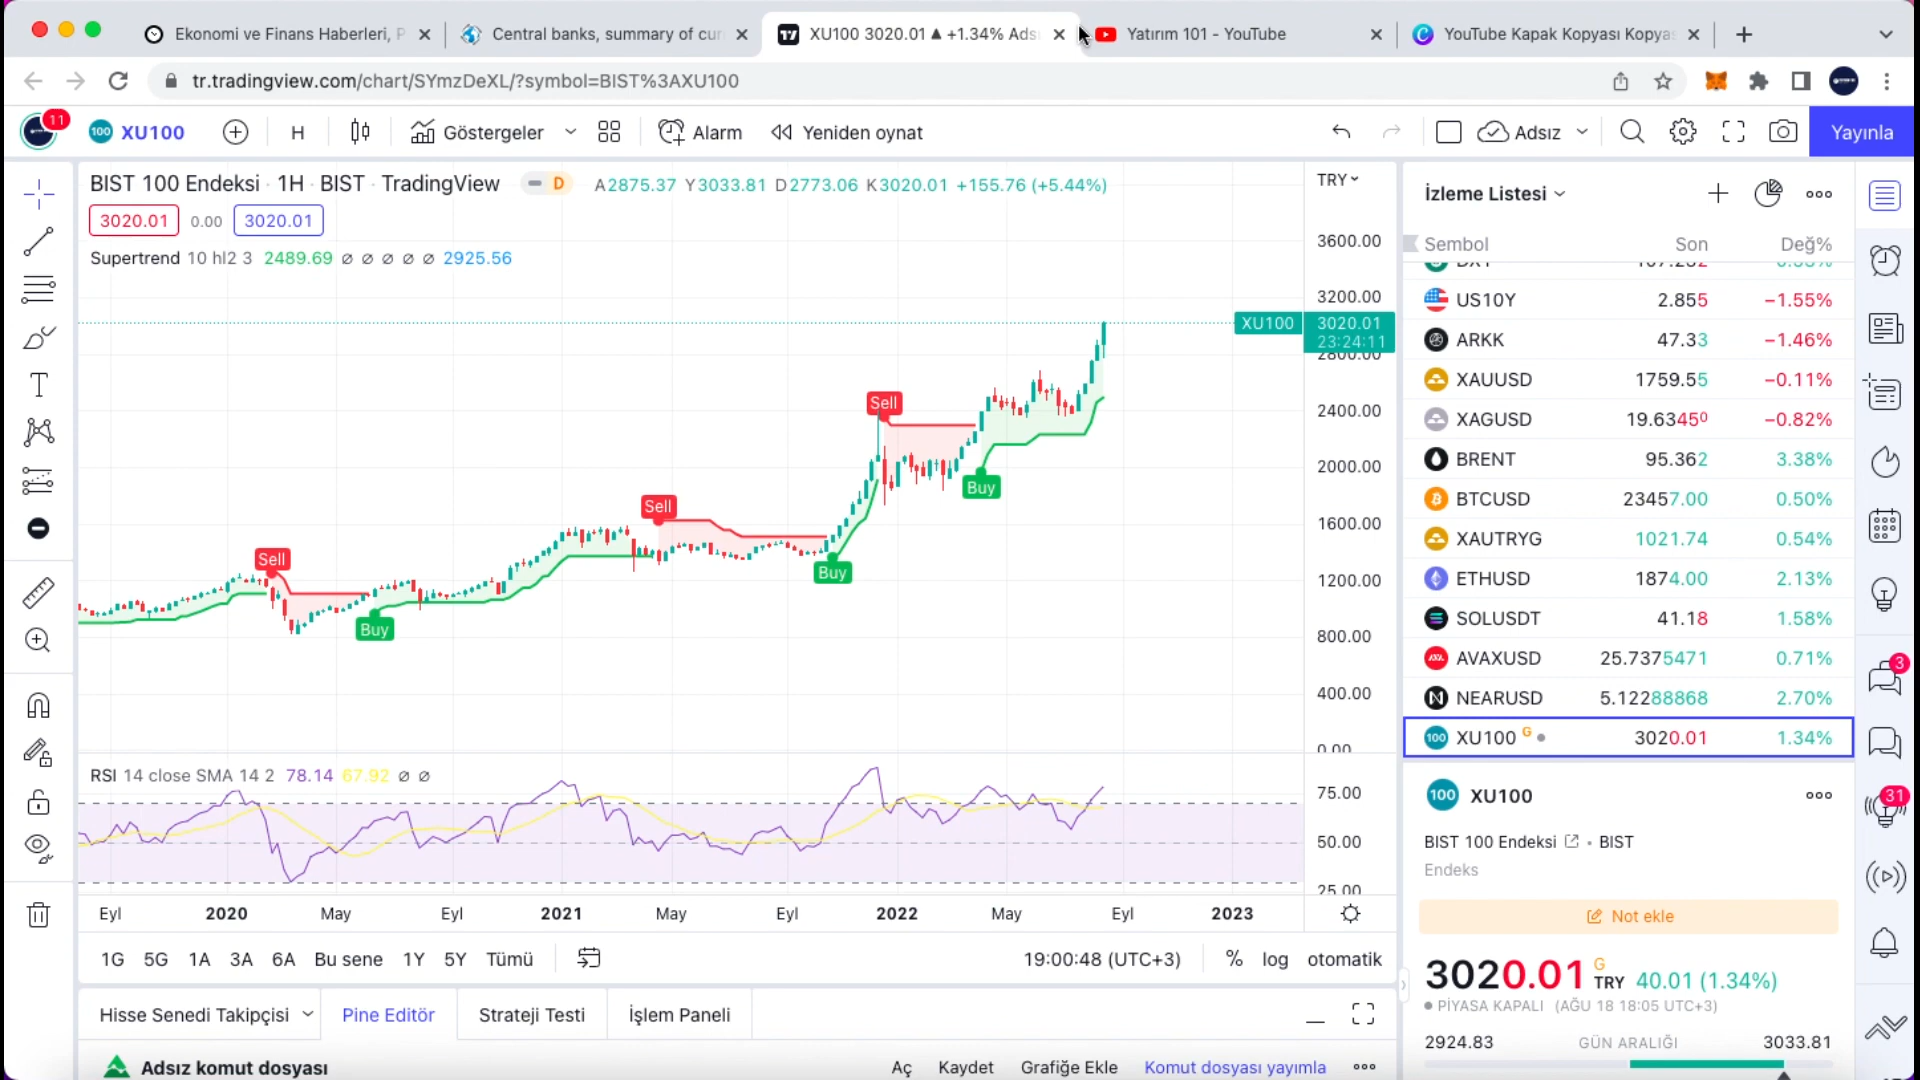 Ekonomi ve Finans Haberleri, P
Central banks, summary of cur
XU100 3020.01 ▲ +1.34% Ads
Yatırım 101 - YouTube
YouTube Kapak Kopyası Kopyas
tr.tradingview.com/chart/SYmzDeXL/?symbol=BIST%3AXU100
11
100 XU100
H
Göstergeler
Alarm
Yeniden oynat
Adsız
Yayınla
BIST 100 Endeksi · 1H · BIST · TradingView
D
A2875.37 Y3033.81 D2773.06 K3020.01 +155.76 (+5.44%)
TRY
3020.01 0.00 3020.01
Supertrend 10 hl2 3 2489.69 ∅ ∅ ∅ ∅ ∅ 2925.56
3600.00
3200.00
XU100 3020.01
23:24:11
2800.00
2400.00
2000.00
1600.00
1200.00
800.00
400.00
0.00
Sell
Buy
Sell
Buy
Sell
Buy
RSI 14 close SMA 14 2 78.14 67.92 ∅ ∅
75.00
50.00
25.00
Eyl 2020 May Eyl 2021 May Eyl 2022 May Eyl 2023
1G 5G 1A 3A 6A Bu sene 1Y 5Y Tümü
19:00:48 (UTC+3) % log otomatik
Hisse Senedi Takipçisi
Pine Editör
Strateji Testi
İşlem Paneli
Adsız komut dosyası
Aç Kaydet Grafiğe Ekle Komut dosyası yayımla
İzleme Listesi
Sembol Son Değ%
US10Y 2.855 −1.55%
ARKK 47.33 −1.46%
XAUUSD 1759.55 −0.11%
XAGUSD 19.6345⁰ −0.82%
BRENT 95.362 3.38%
BTCUSD 23457.00 0.50%
XAUTRYG 1021.74 0.54%
ETHUSD 1874.00 2.13%
SOLUSDT 41.18 1.58%
AVAXUSD 25.7375471 0.71%
NEARUSD 5.12288868 2.70%
100 XU100 G 3020.01 1.34%
100 XU100
BIST 100 Endeksi • BIST
Endeks
Not ekle
3020.01 G TRY 40.01 (1.34%)
PİYASA KAPALI (AĞU 18 18:05 UTC+3)
2924.83 GÜN ARALIĞI 3033.81
3
31